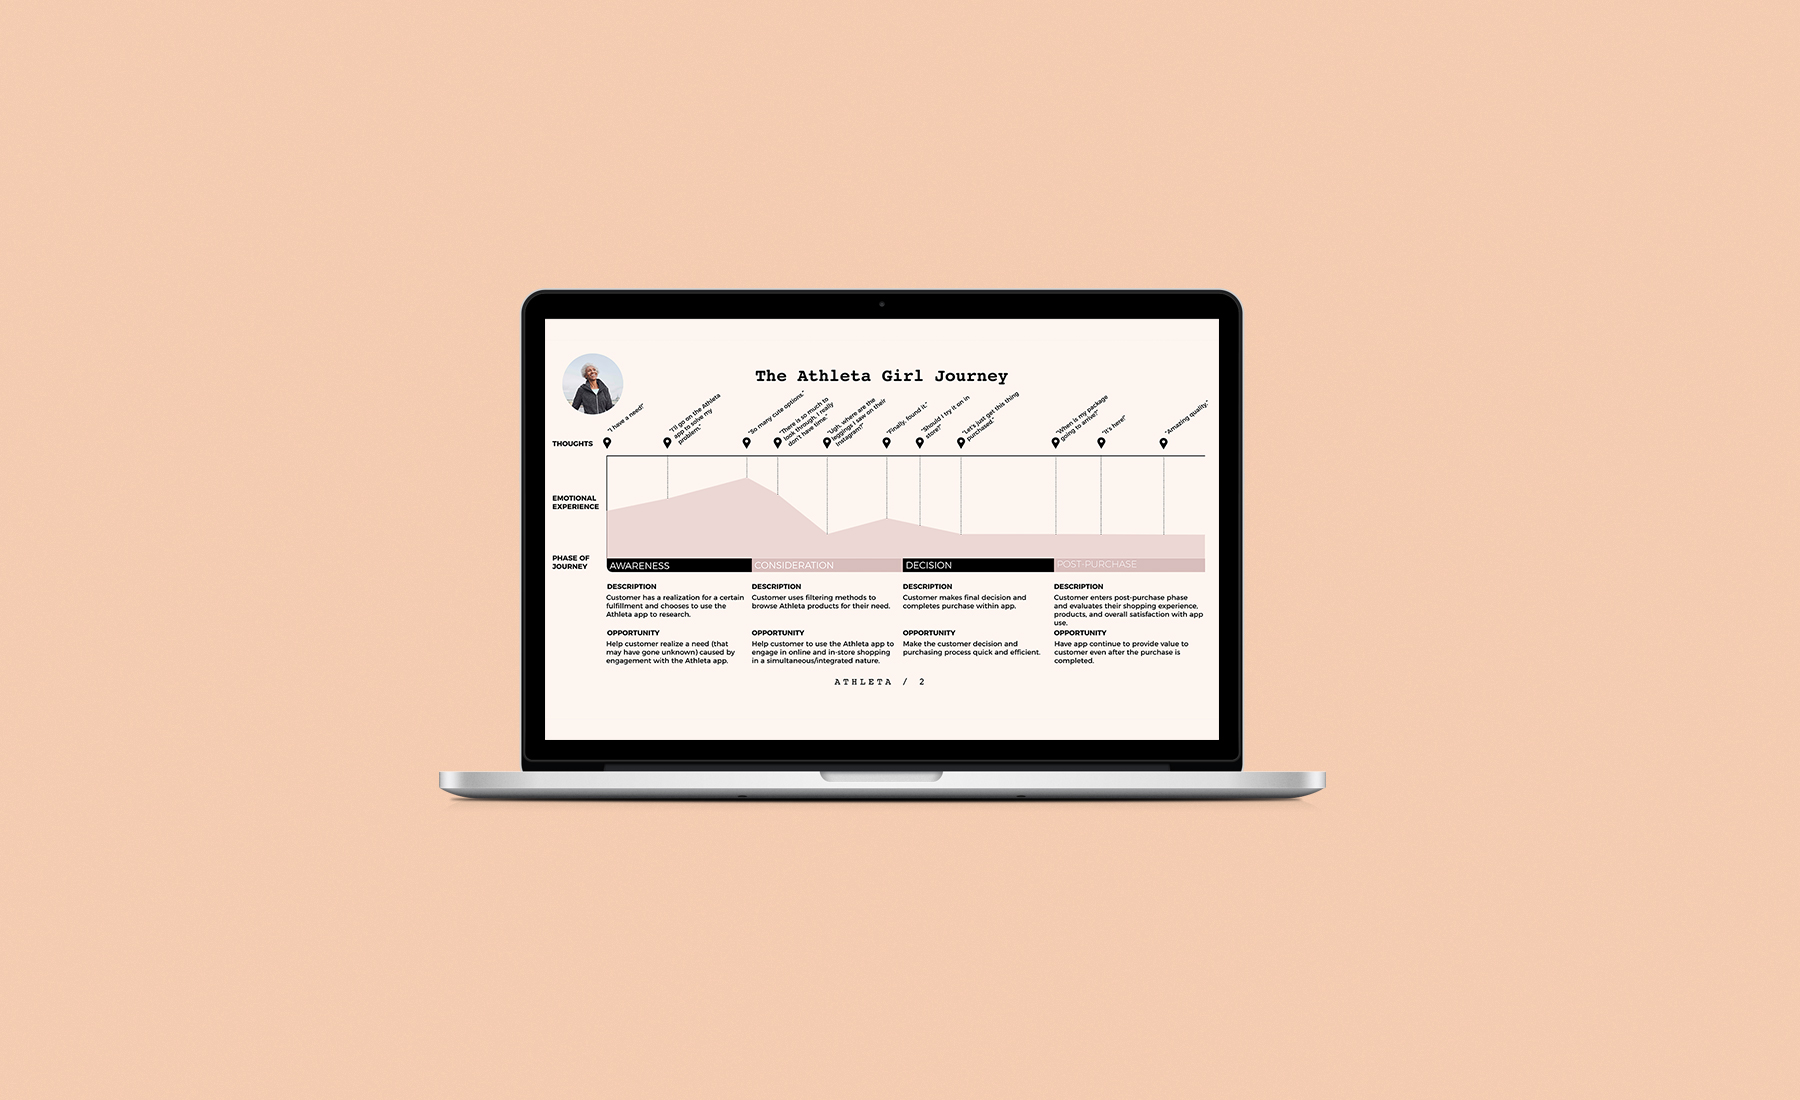 The Athleta Girl Journey
THOUGHTS
"I have a need!"
"I'll go on the Athleta
app to solve my
problem."
"So many cute options."
"There is so much to
look through. I really
don't have time."
"Ugh, where are the
leggings I saw on their
Instagram?"
"Finally, found it."
"Should I try it on in
store?"
"Let's just get this thing
purchased."
"When is my package
going to arrive?"
"It's here!"
"Amazing quality."
EMOTIONAL
EXPERIENCE
PHASE OF
JOURNEY
AWARENESS
CONSIDERATION
DECISION
POST-PURCHASE
DESCRIPTION
Customer has a realization for a certain
fulfillment and chooses to use the
Athleta app to research.
DESCRIPTION
Customer uses filtering methods to
browse Athleta products for their need.
DESCRIPTION
Customer makes final decision and
completes purchase within app.
DESCRIPTION
Customer enters post-purchase phase
and evaluates their shopping experience,
products, and overall satisfaction with app
use.
OPPORTUNITY
Help customer realize a need (that
may have gone unknown) caused by
engagement with the Athleta app.
OPPORTUNITY
Help customer to use the Athleta app to
engage in online and in-store shopping
in a simultaneous/integrated nature.
OPPORTUNITY
Make the customer decision and
purchasing process quick and efficient.
OPPORTUNITY
Have app continue to provide value to
customer even after the purchase is
completed.
ATHLETA / 2